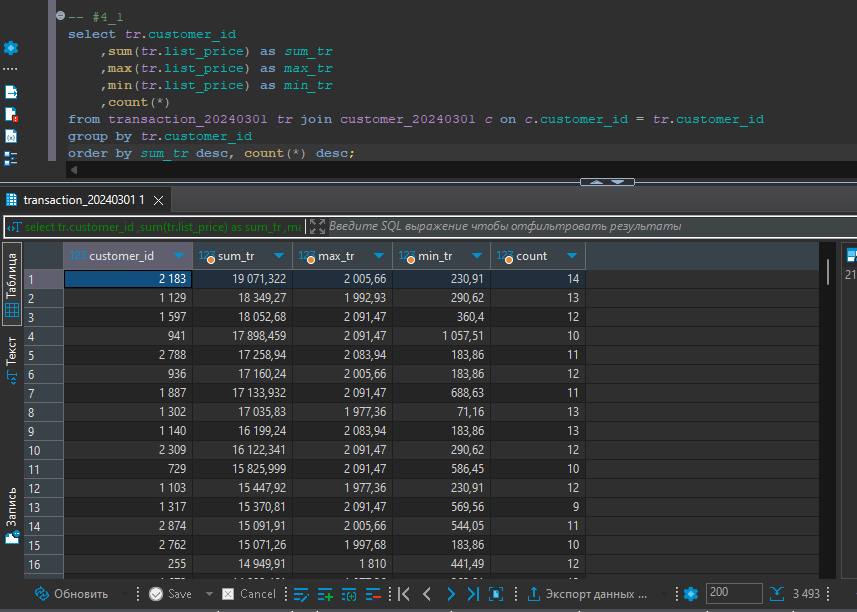 -- #4_1
select tr.customer_id
,sum(tr.list_price) as sum_tr
,max(tr.list_price) as max_tr
,min(tr.list_price) as min_tr
,count(*)
from transaction_20240301 tr join customer_20240301 c on c.customer_id = tr.customer_id
group by tr.customer_id
order by sum_tr desc, count(*) desc;
transaction_20240301 1
select tr.customer_id ,sum(tr.list_price) as sum_tr ,ma Введите SQL выражение чтобы отфильтровать результаты
Таблица
Текст
Запись
123 customer_id 123 sum_tr 123 max_tr 123 min_tr 123 count
1 2 183 19 071,322 2 005,66 230,91 14
2 1 129 18 349,27 1 992,93 290,62 13
3 1 597 18 052,68 2 091,47 360,4 12
4 941 17 898,459 2 091,47 1 057,51 10
5 2 788 17 258,94 2 083,94 183,86 11
6 936 17 160,24 2 005,66 183,86 12
7 1 887 17 133,932 2 091,47 688,63 11
8 1 302 17 035,83 1 977,36 71,16 13
9 1 140 16 199,24 2 083,94 183,86 13
10 2 309 16 122,341 2 091,47 290,62 12
11 729 15 825,999 2 091,47 586,45 10
12 1 103 15 447,92 1 977,36 230,91 12
13 1 317 15 370,81 2 091,47 569,56 9
14 2 874 15 091,91 2 005,66 544,05 11
15 2 762 15 071,26 1 997,68 183,86 10
16 255 14 949,91 1 810 441,49 12
21
Обновить Save Cancel Экспорт данных ... 200 3 493